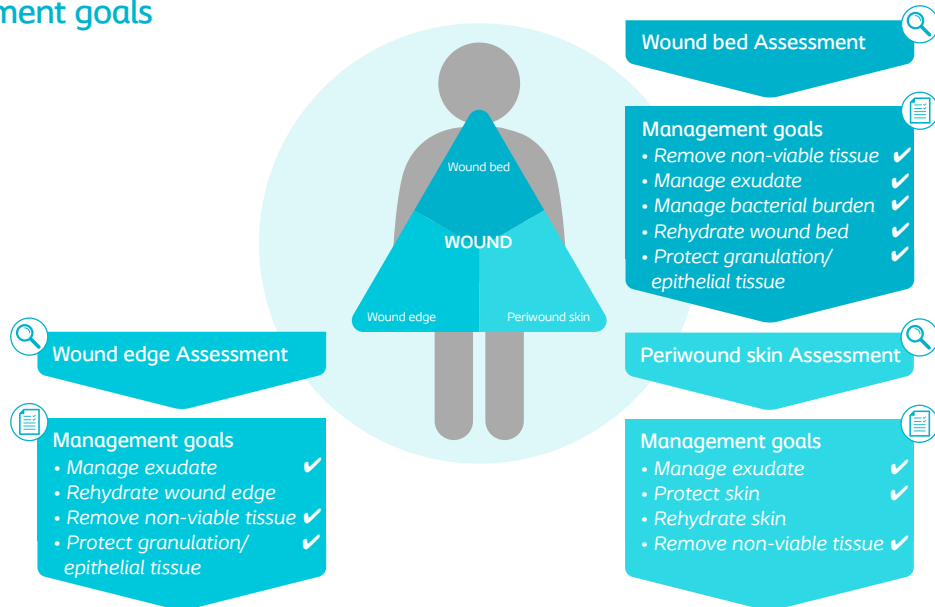 ment goals
Wound bed Assessment
Management goals
• Remove non-viable tissue ✔
• Manage exudate ✔
• Manage bacterial burden ✔
• Rehydrate wound bed ✔
• Protect granulation/ ✔
epithelial tissue
Wound bed
WOUND
Wound edge
Periwound skin
Wound edge Assessment
Management goals
• Manage exudate ✔
• Rehydrate wound edge
• Remove non-viable tissue ✔
• Protect granulation/ ✔
epithelial tissue
Periwound skin Assessment
Management goals
• Manage exudate ✔
• Protect skin ✔
• Rehydrate skin
• Remove non-viable tissue ✔